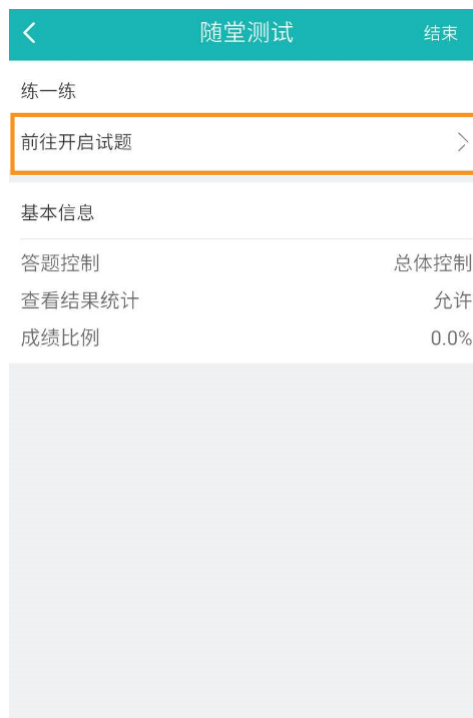 随堂测试 结束
练一练
前往开启试题
基本信息
答题控制 总体控制
查看结果统计 允许
成绩比例 0.0%